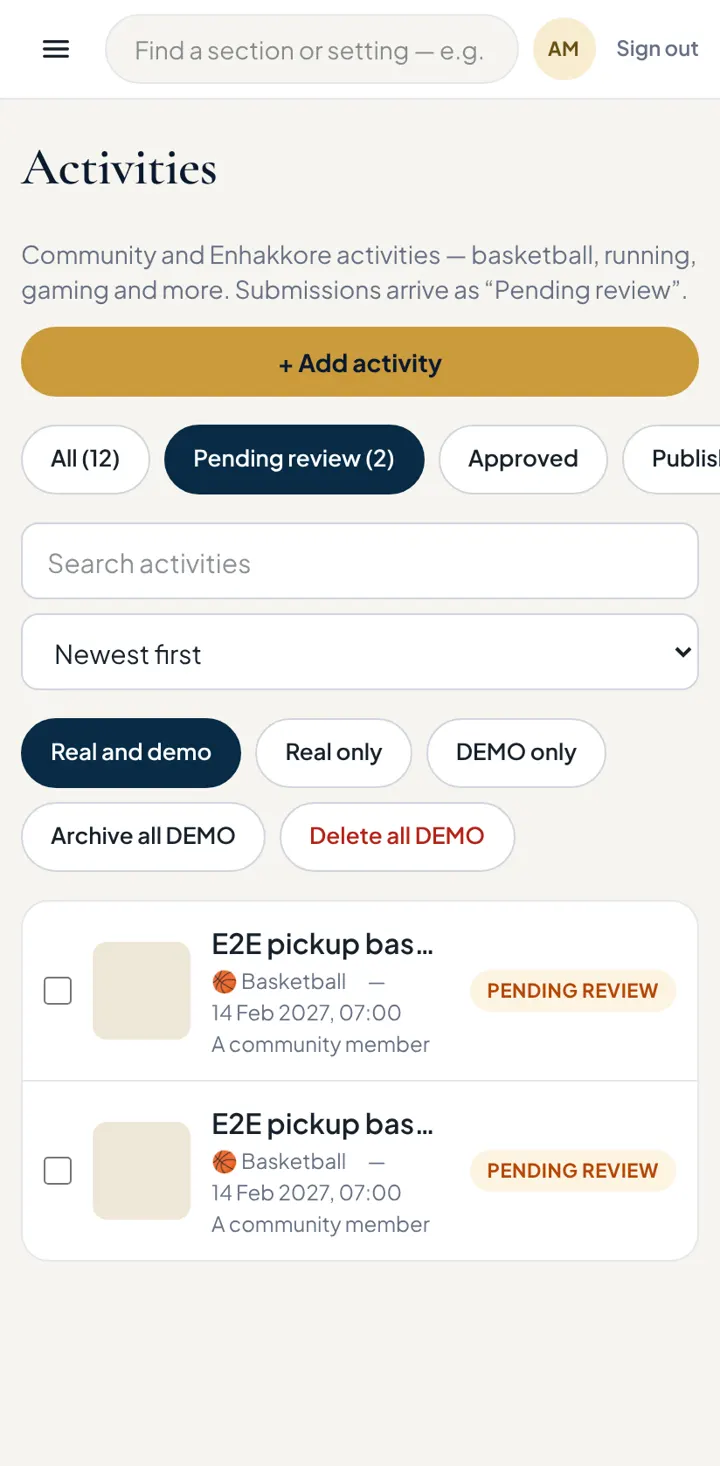 Find a section or setting — e.g.
AM
Sign out
Activities
Community and Enhakkore activities — basketball, running,
gaming and more. Submissions arrive as “Pending review”.
+ Add activity
All (12)
Pending review (2)
Approved
Search activities
Newest first
Real and demo
Real only
DEMO only
Archive all DEMO
Delete all DEMO
E2E pickup bas...
🏀 Basketball —
14 Feb 2027, 07:00
A community member
PENDING REVIEW
E2E pickup bas...
🏀 Basketball —
14 Feb 2027, 07:00
A community member
PENDING REVIEW